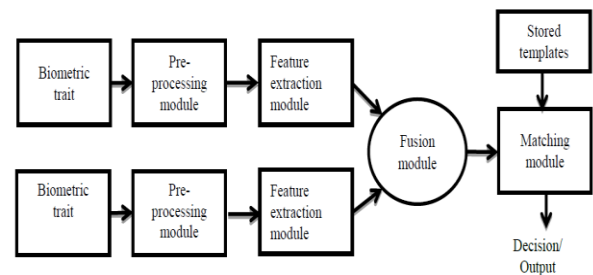 Biometric
trait
Pre-
processing
module
Feature
extraction
module
Stored
templates
Fusion
module
Matching
module
Biometric
trait
Pre-
processing
module
Feature
extraction
module
Decision/
Output